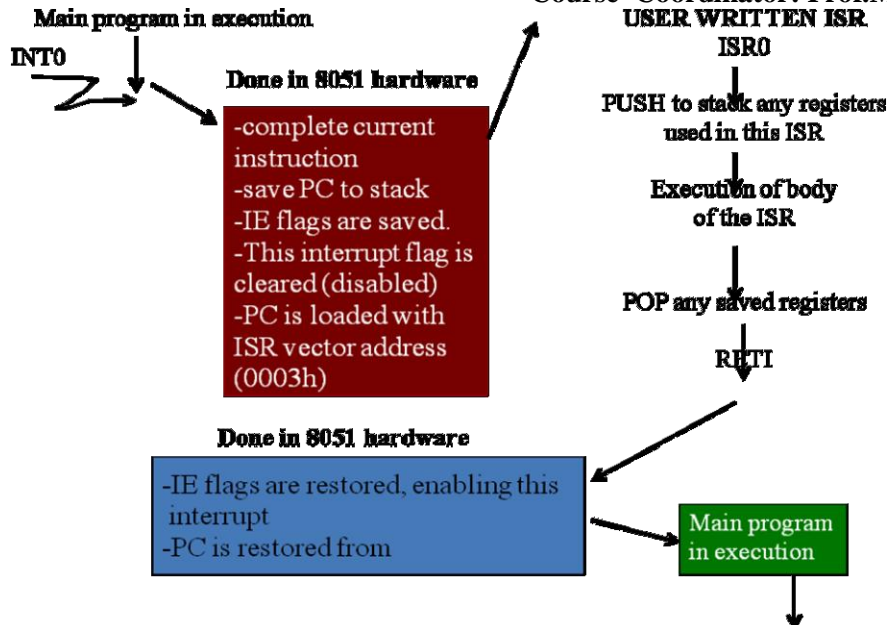 Course Coordinator: Prof.M
Main program in execution
INT0
Done in 8051 hardware
-complete current
instruction
-save PC to stack
-IE flags are saved.
-This interrupt flag is
cleared (disabled)
-PC is loaded with
ISR vector address
(0003h)
USER WRITTEN ISR
ISR0
PUSH to stack any registers
used in this ISR
Execution of body
of the ISR
POP any saved registers
RETI
Done in 8051 hardware
-IE flags are restored, enabling this
interrupt
-PC is restored from
Main program
in execution